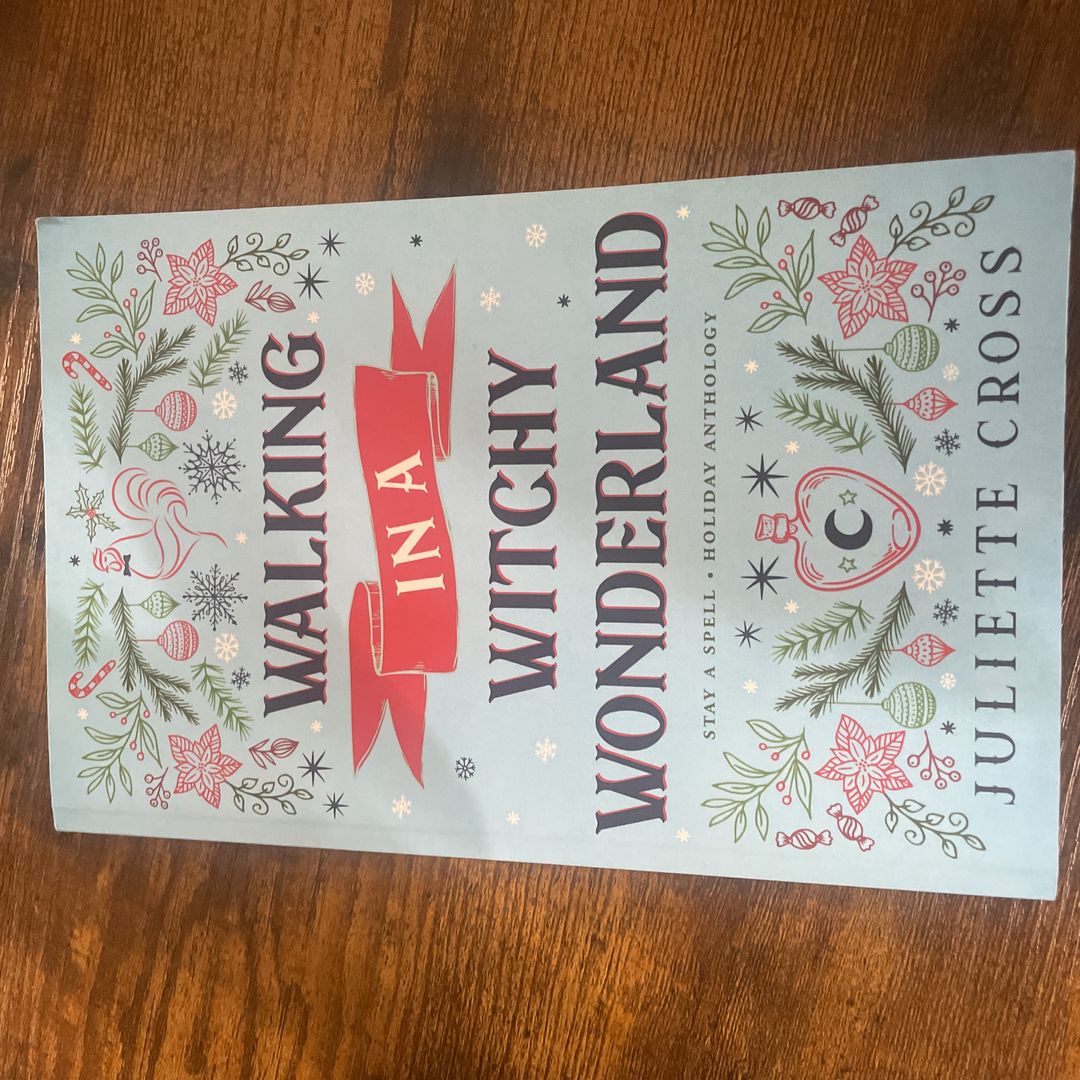 WALKING
IN A
WITCHY
WONDERLAND
STAY A SPELL • HOLIDAY ANTHOLOGY
JULIETTE CROSS